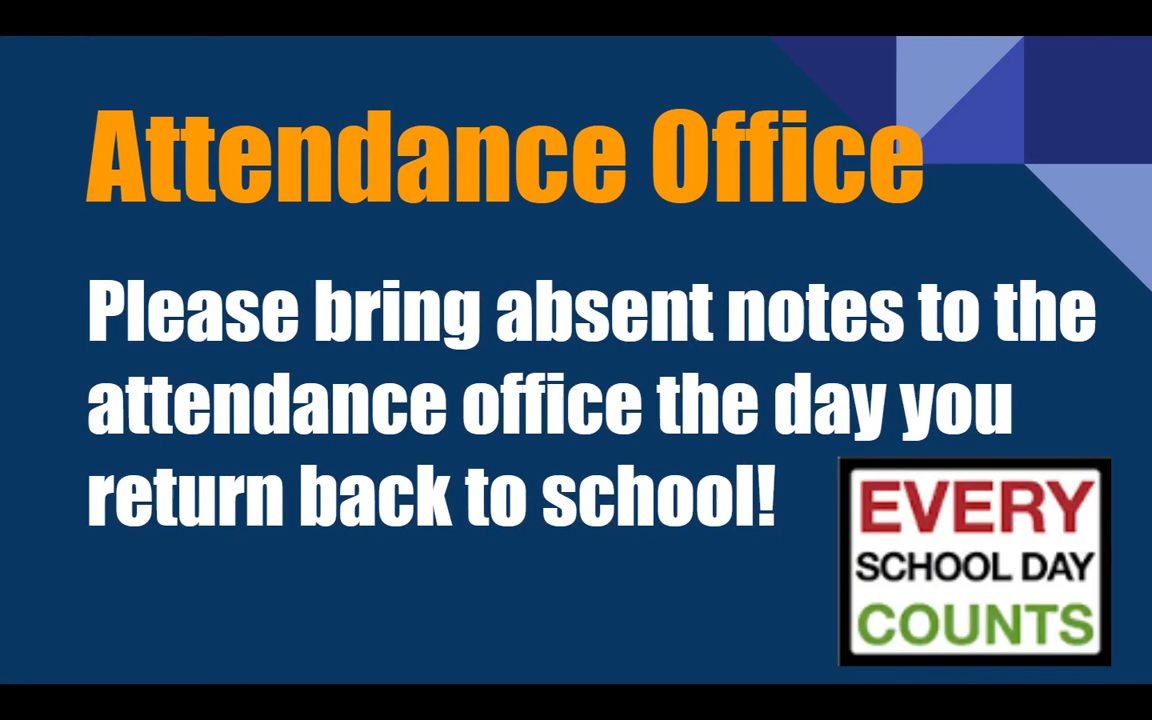 Attendance Office
Please bring absent notes to the
attendance office the day you
return back to school!
EVERY
SCHOOL DAY
COUNTS